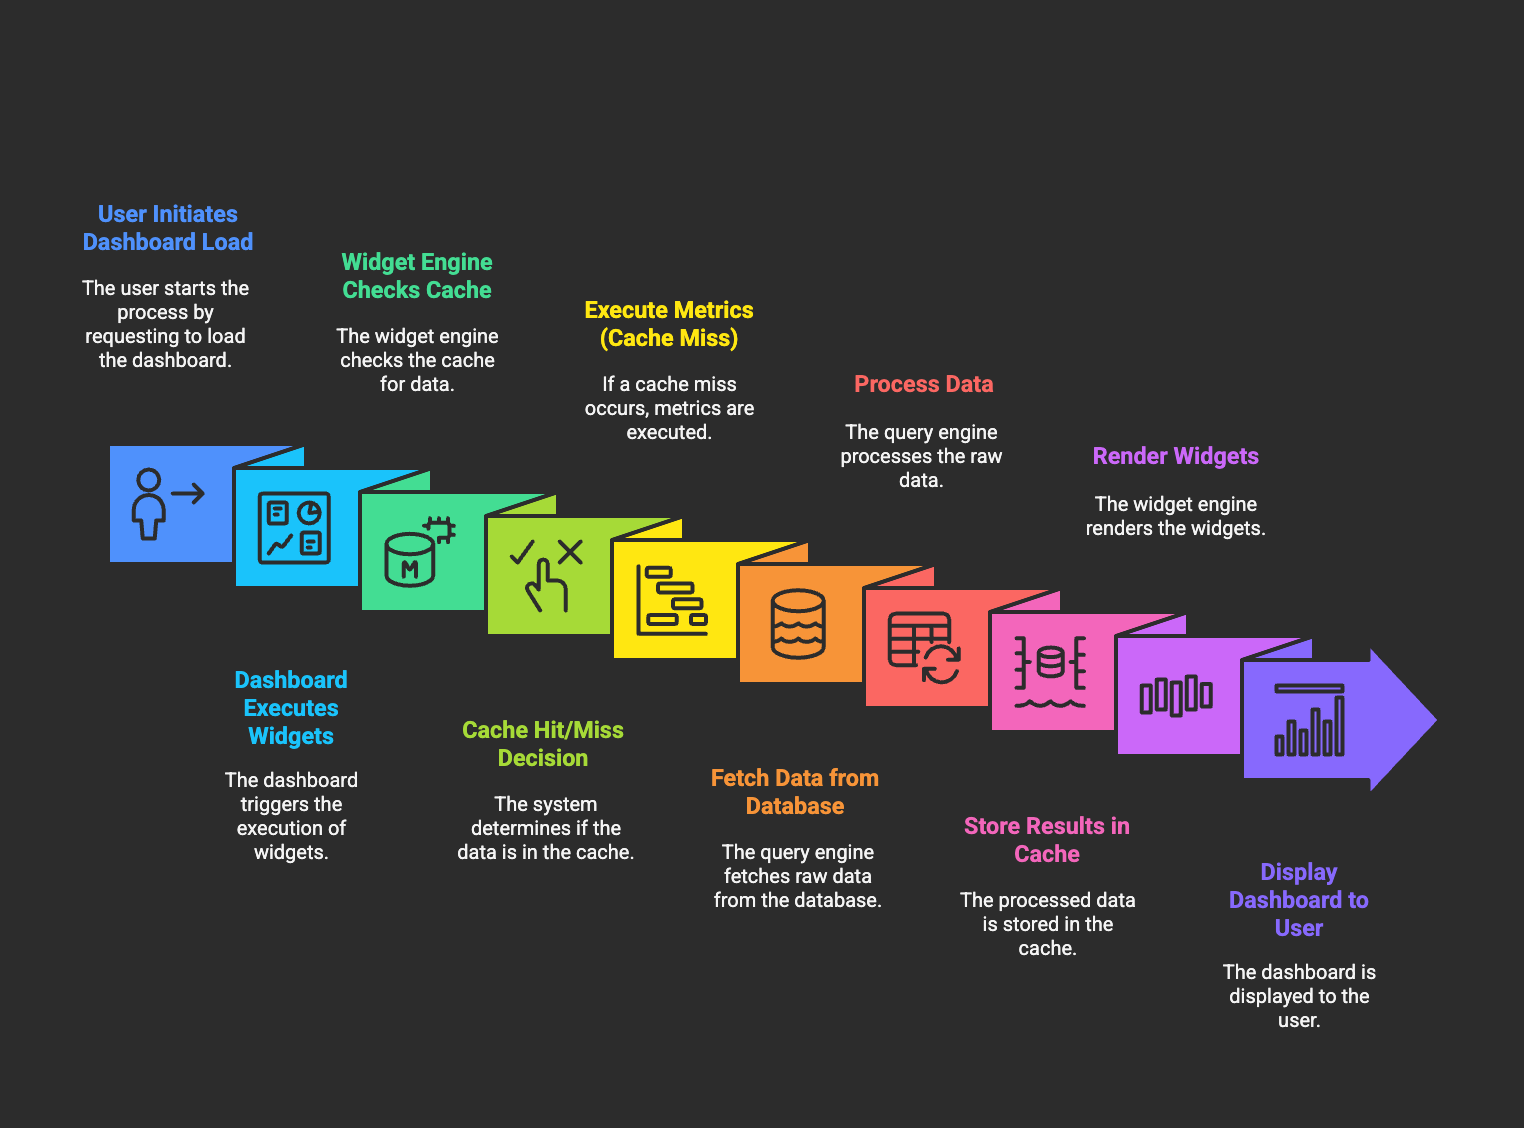 User Initiates
Dashboard Load
The user starts the
process by
requesting to load
the dashboard.
Dashboard
Executes
Widgets
The dashboard
triggers the
execution of
widgets.
Widget Engine
Checks Cache
The widget engine
checks the cache
for data.
M
Cache Hit/Miss
Decision
The system
determines if the
data is in the cache.
Execute Metrics
(Cache Miss)
If a cache miss
occurs, metrics are
executed.
Fetch Data from
Database
The query engine
fetches raw data
from the database.
Process Data
The query engine
processes the raw
data.
Store Results in
Cache
The processed data
is stored in the
cache.
Render Widgets
The widget engine
renders the widgets.
Display
Dashboard to
User
The dashboard is
displayed to the
user.